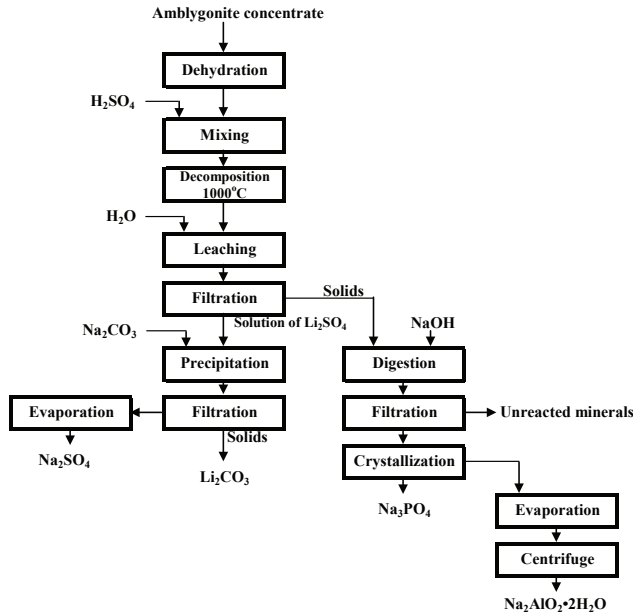 Amblygonite concentrate
Dehydration
H₂SO₄
Mixing
Decomposition
1000°C
H₂O
Leaching
Filtration
Solids
Solution of Li₂SO₄
Na₂CO₃
NaOH
Precipitation
Digestion
Evaporation
Filtration
Filtration
Unreacted minerals
Solids
Na₂SO₄
Li₂CO₃
Crystallization
Na₃PO₄
Evaporation
Centrifuge
Na₂AlO₂•2H₂O